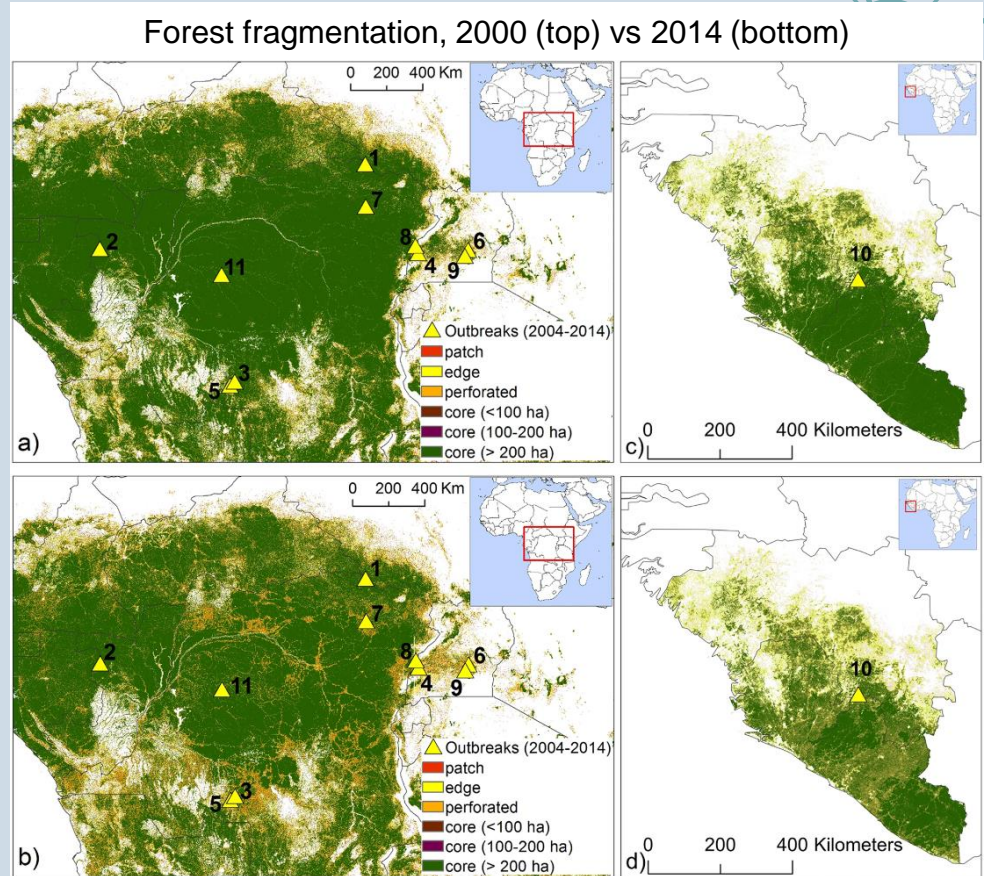 Forest fragmentation, 2000 (top) vs 2014 (bottom)
0 200 400 Km
1
7
2
8
6
4
9
11
3
5
Outbreaks (2004-2014)
patch
edge
perforated
core (<100 ha)
core (100-200 ha)
core (> 200 ha)
a)
10
0 200 400 Kilometers
c)
0 200 400 Km
1
7
2
8
6
4
9
11
3
5
Outbreaks (2004-2014)
patch
edge
perforated
core (<100 ha)
core (100-200 ha)
core (> 200 ha)
b)
10
0 200 400 Kilometers
d)